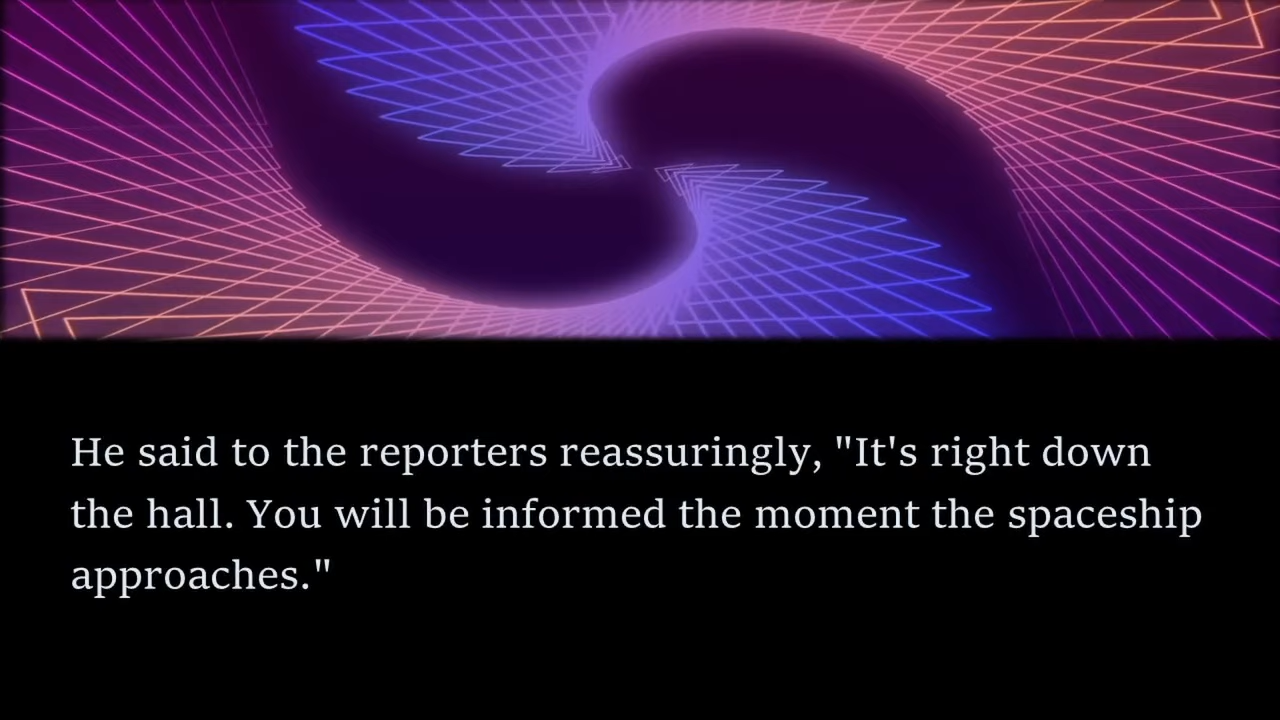 He said to the reporters reassuringly, "It's right down
the hall. You will be informed the moment the spaceship
approaches."